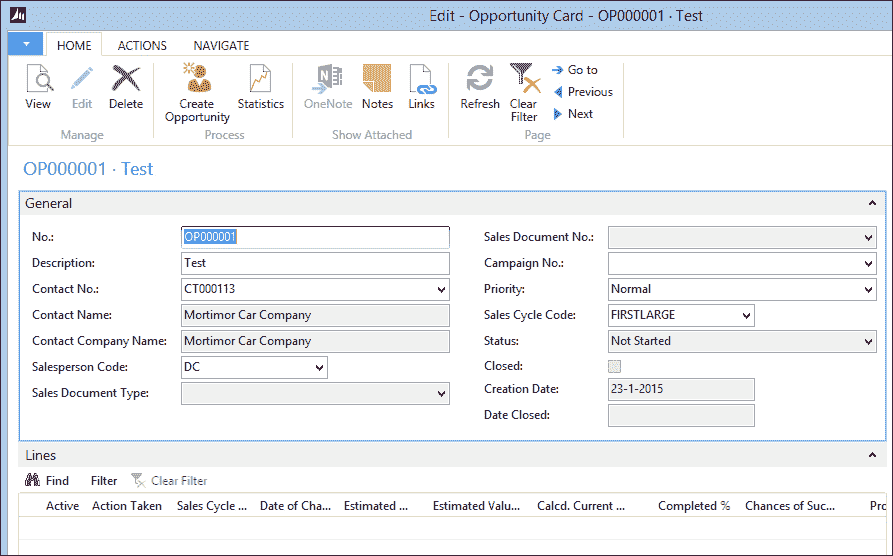 Edit - Opportunity Card - OP000001 · Test
HOME ACTIONS NAVIGATE
View Edit Delete Create Opportunity Statistics OneNote Notes Links Refresh Clear Filter Go to Previous Next
Manage Process Show Attached Page
OP000001 · Test
General
No.: OP000001
Description: Test
Contact No.: CT000113
Contact Name: Mortimor Car Company
Contact Company Name: Mortimor Car Company
Salesperson Code: DC
Sales Document Type:
Sales Document No.:
Campaign No.:
Priority: Normal
Sales Cycle Code: FIRSTLARGE
Status: Not Started
Closed:
Creation Date: 23-1-2015
Date Closed:
Lines
Find Filter Clear Filter
Active Action Taken Sales Cycle ... Date of Cha... Estimated ... Estimated Valu... Calcd. Current ... Completed % Chances of Suc... Pro